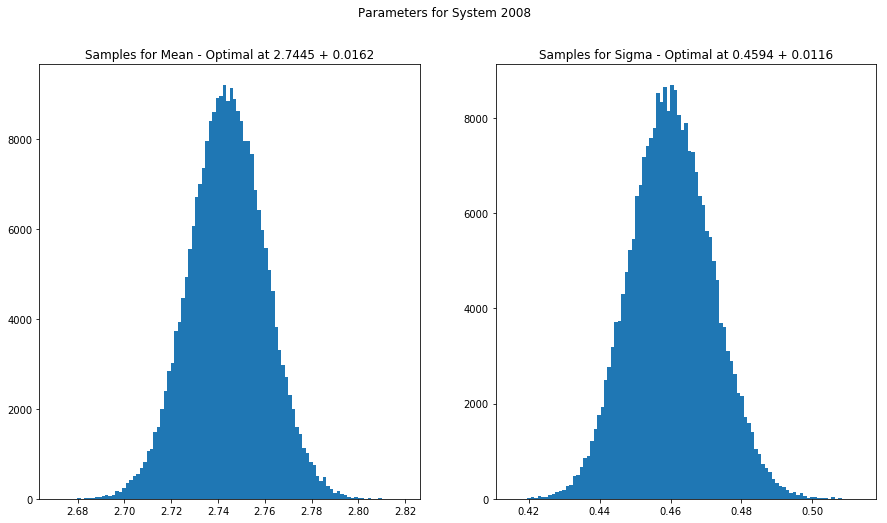 Parameters for System 2008
Samples for Mean - Optimal at 2.7445 + 0.0162
Samples for Sigma - Optimal at 0.4594 + 0.0116
8000
6000
4000
2000
0
2.68 2.70 2.72 2.74 2.76 2.78 2.80 2.82
8000
6000
4000
2000
0
0.42 0.44 0.46 0.48 0.50